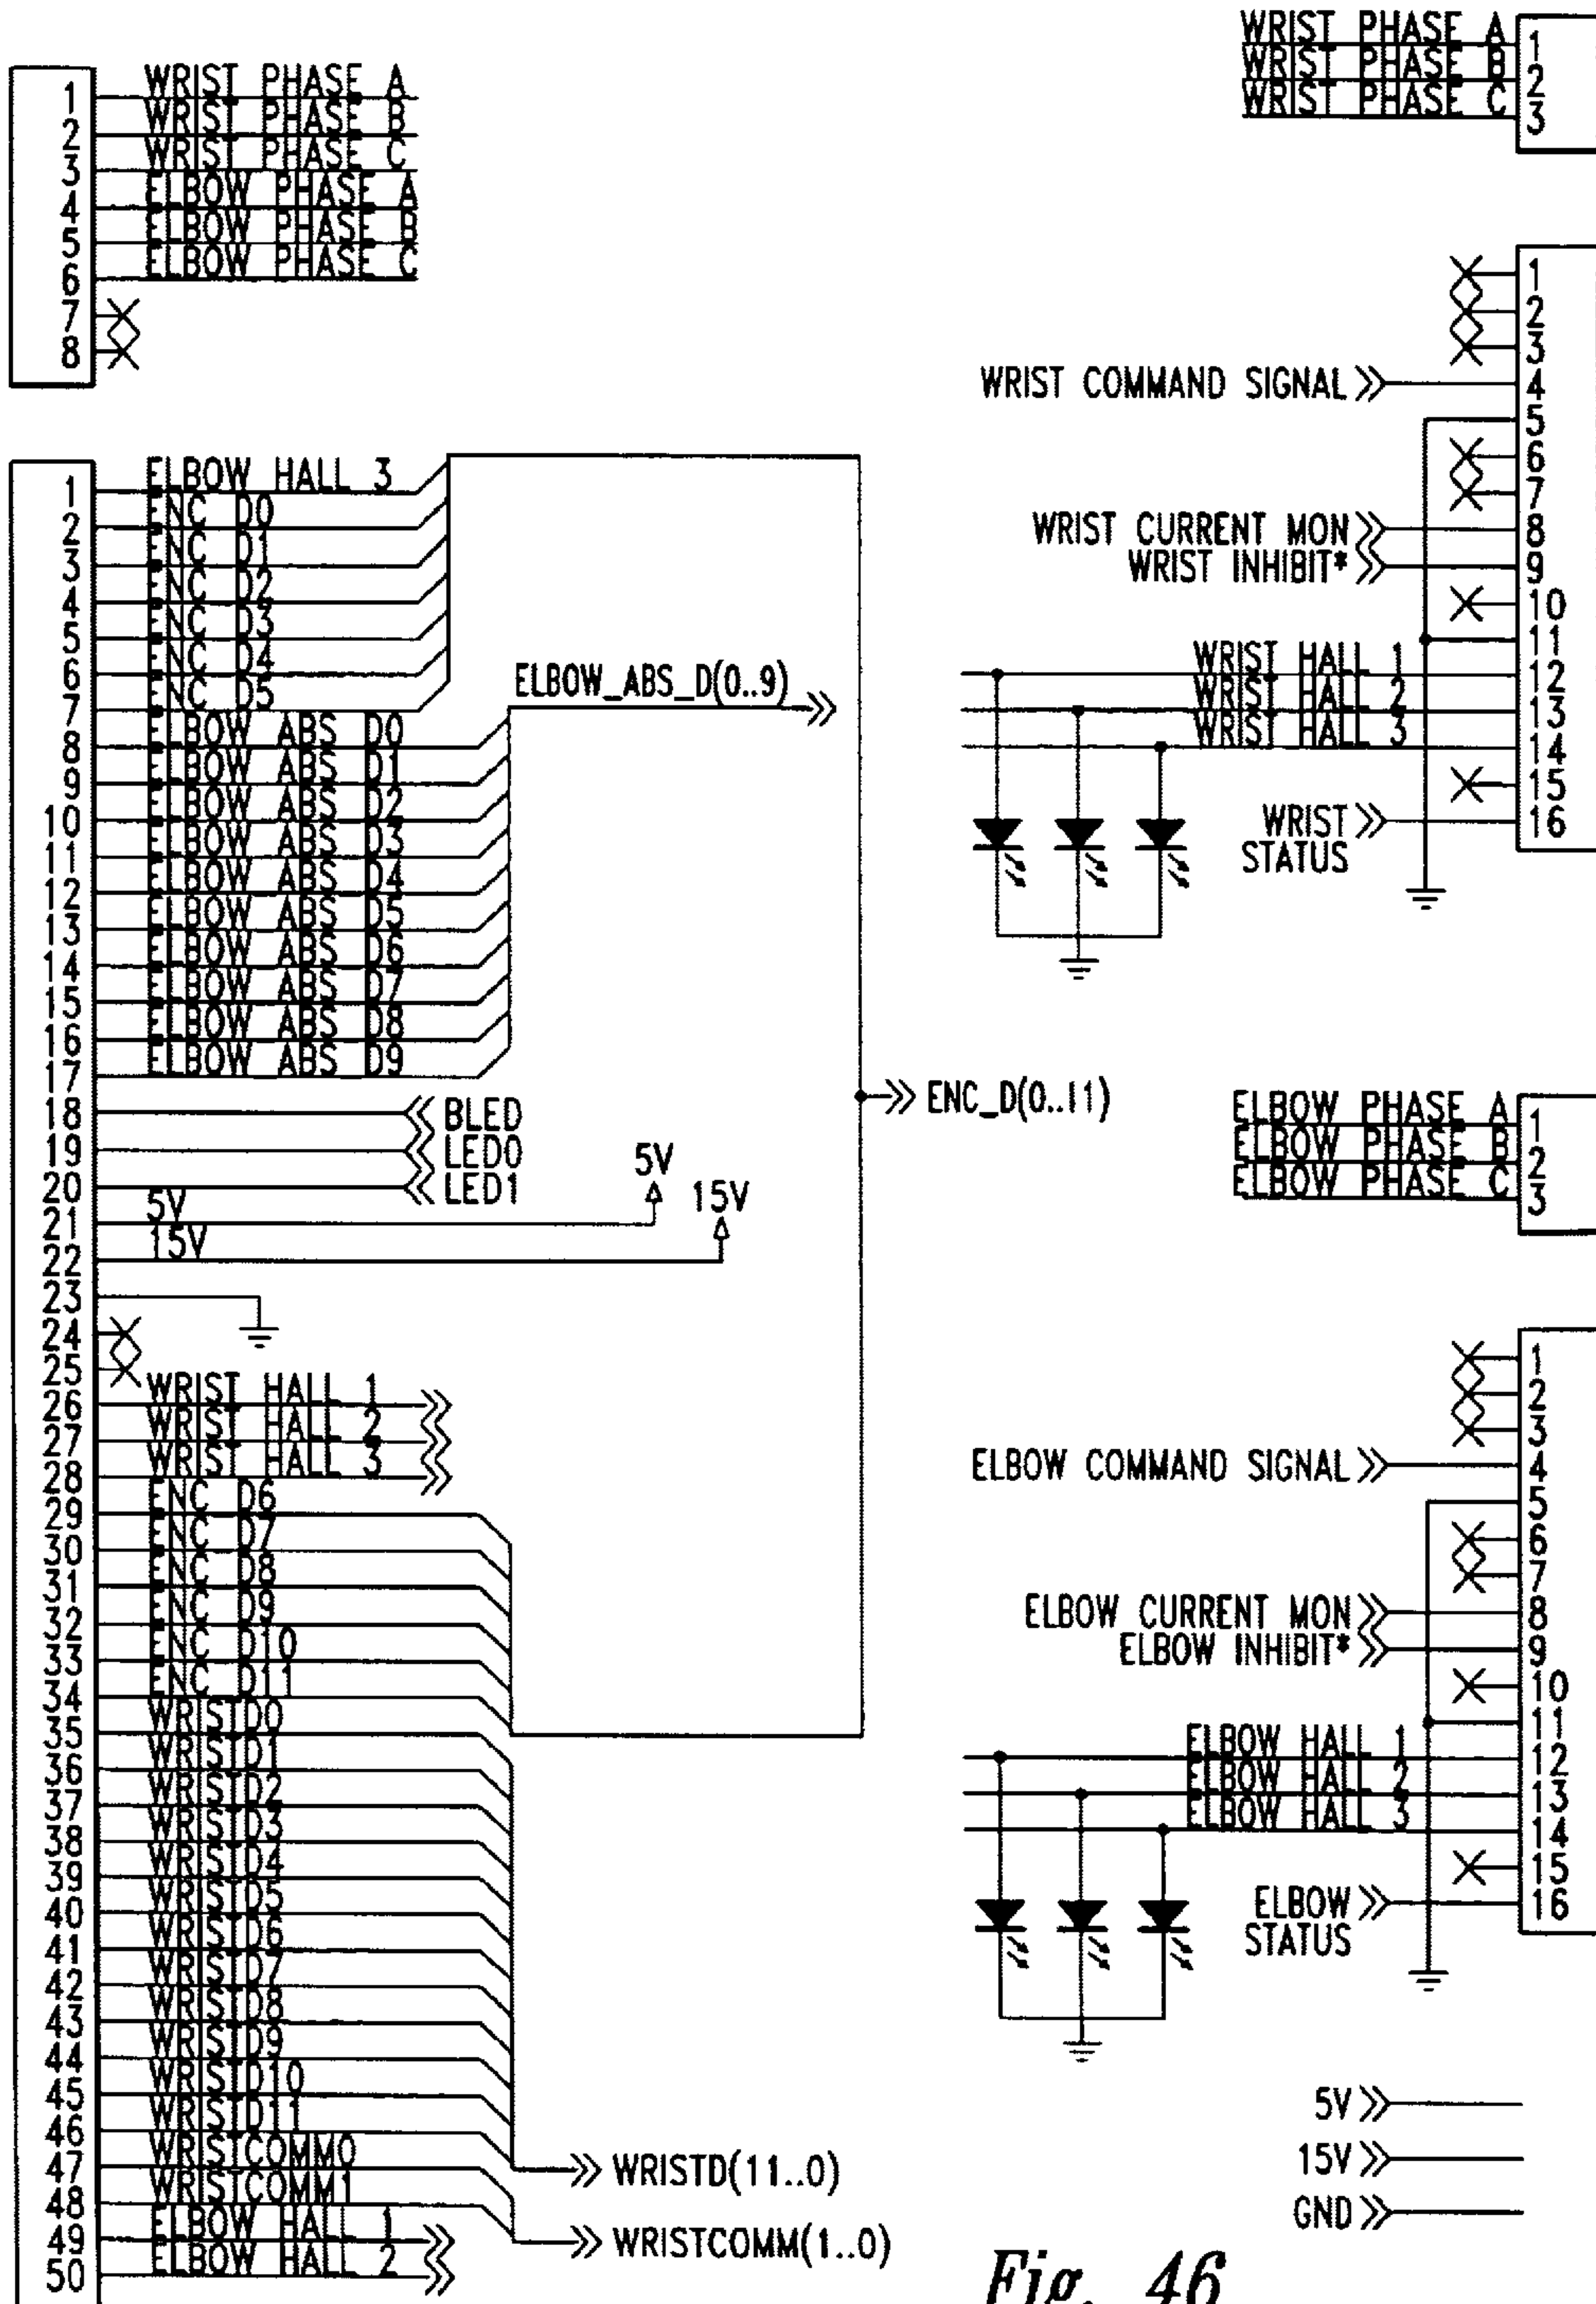 1 WRIST PHASE A
2 WRIST PHASE B
3 WRIST PHASE C
4 ELBOW PHASE A
5 ELBOW PHASE B
6 ELBOW PHASE C
7
8
1 ELBOW HALL 3
2 ENC D0
3 ENC D1
4 ENC D2
5 ENC D3
6 ENC D4
7 ENC D5
8 ELBOW ABS D0
9 ELBOW ABS D1
10 ELBOW ABS D2
11 ELBOW ABS D3
12 ELBOW ABS D4
13 ELBOW ABS D5
14 ELBOW ABS D6
15 ELBOW ABS D7
16 ELBOW ABS D8
17 ELBOW ABS D9
18 BLED
19 LED0
20 LED1
21 5V 5V
22 15V 15V
23
24
25
26 WRIST HALL 1
27 WRIST HALL 2
28 WRIST HALL 3
29 ENC D6
30 ENC D7
31 ENC D8
32 ENC D9
33 ENC D10
34 ENC D11
35 WRISTD0
36 WRISTD1
37 WRISTD2
38 WRISTD3
39 WRISTD4
40 WRISTD5
41 WRISTD6
42 WRISTD7
43 WRISTD8
44 WRISTD9
45 WRISTD10
46 WRISTD11
47 WRISTCOMM0
48 WRISTCOMM1
49 ELBOW HALL 1
50 ELBOW HALL 2
ELBOW_ABS_D(0..9)
ENC_D(0..11)
WRISTD(11..0)
WRISTCOMM(1..0)
WRIST PHASE A 1
WRIST PHASE B 2
WRIST PHASE C 3
1
2
3
WRIST COMMAND SIGNAL 4
5
6
7
WRIST CURRENT MON 8
WRIST INHIBIT* 9
10
11
WRIST HALL 1 12
WRIST HALL 2 13
WRIST HALL 3 14
15
WRIST 16
STATUS
ELBOW PHASE A 1
ELBOW PHASE B 2
ELBOW PHASE C 3
1
2
3
ELBOW COMMAND SIGNAL 4
5
6
7
ELBOW CURRENT MON 8
ELBOW INHIBIT* 9
10
11
ELBOW HALL 1 12
ELBOW HALL 2 13
ELBOW HALL 3 14
15
ELBOW 16
STATUS
5V
15V
GND
Fig. 46